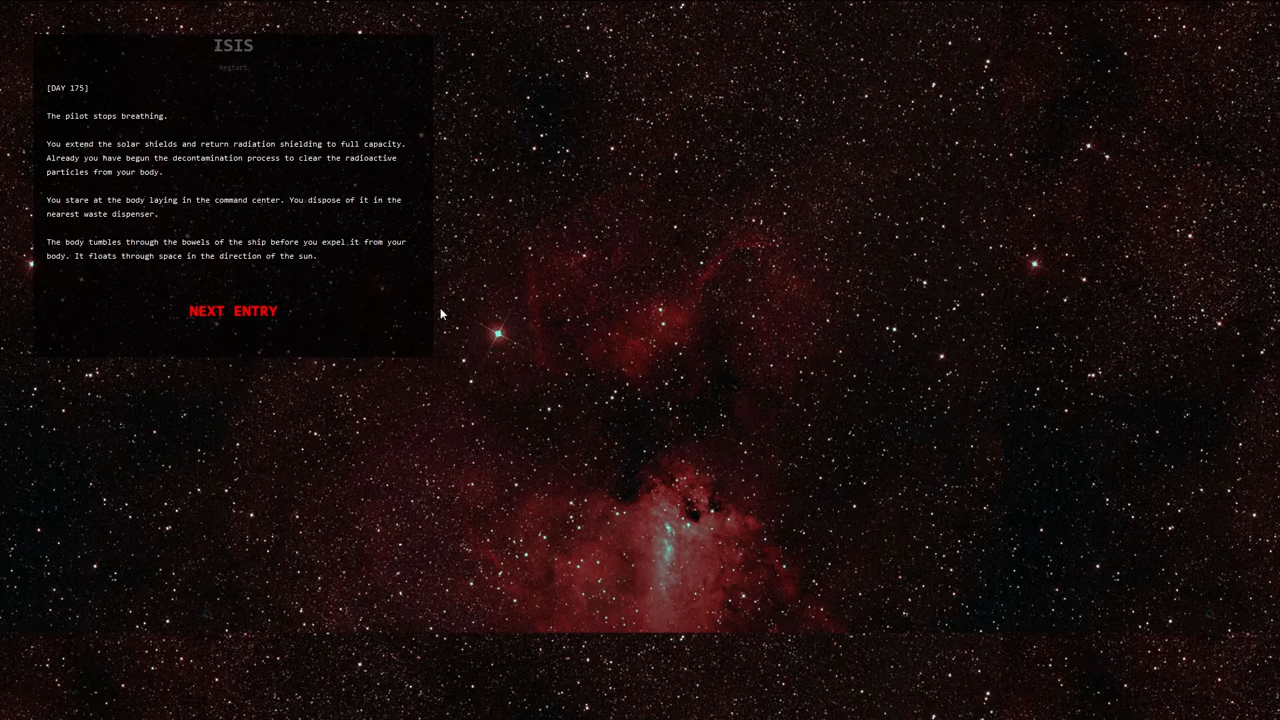 ISIS
Restart
[DAY 175]
The pilot stops breathing.
You extend the solar shields and return radiation shielding to full capacity.
Already you have begun the decontamination process to clear the radioactive
particles from your body.
You stare at the body laying in the command center. You dispose of it in the
nearest waste dispenser.
The body tumbles through the bowels of the ship before you expel it from your
body. It floats through space in the direction of the sun.
NEXT ENTRY